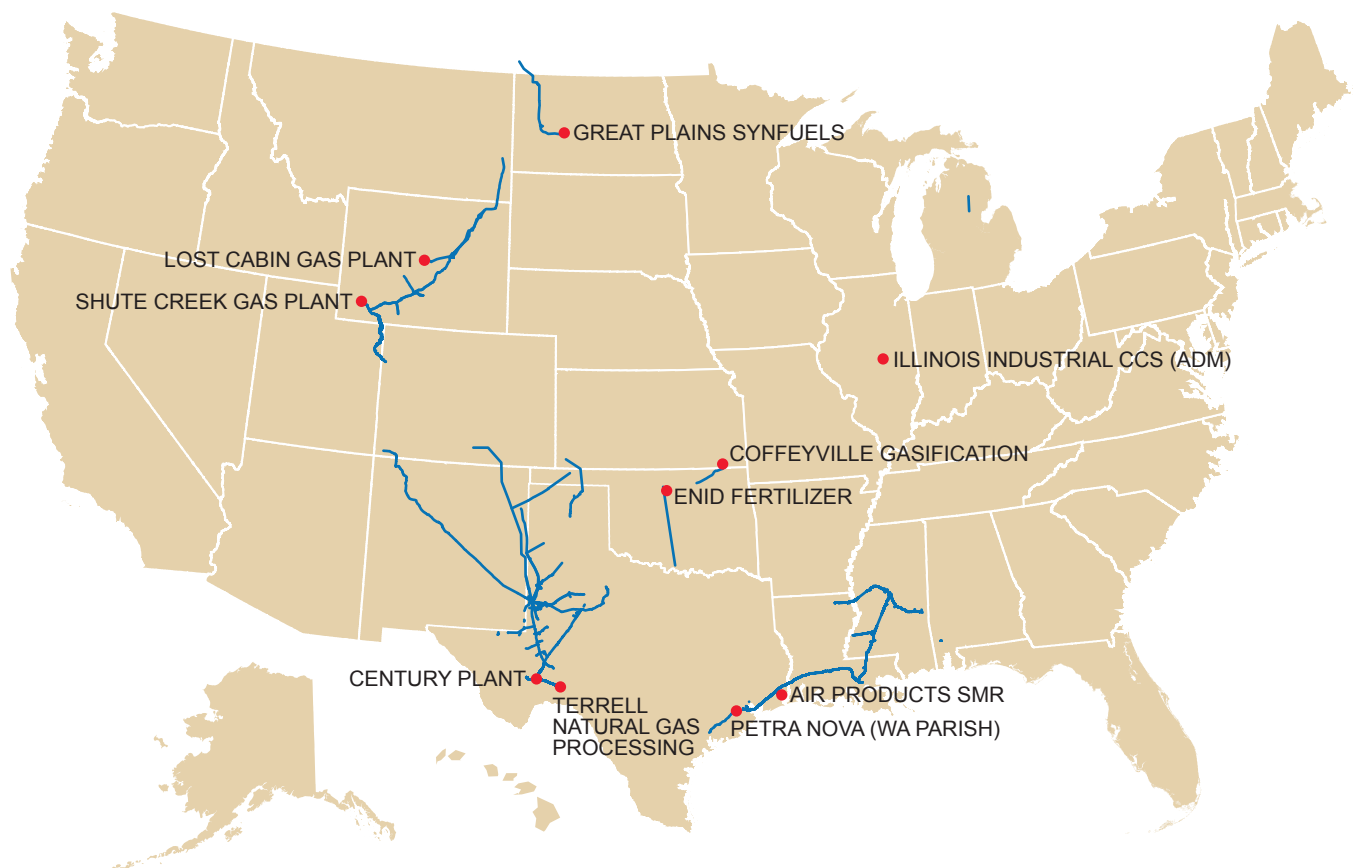 GREAT PLAINS SYNFUELS
LOST CABIN GAS PLANT
SHUTE CREEK GAS PLANT
ILLINOIS INDUSTRIAL CCS (ADM)
COFFEYVILLE GASIFICATION
ENID FERTILIZER
CENTURY PLANT
TERRELL
NATURAL GAS
PROCESSING
AIR PRODUCTS SMR
PETRA NOVA (WA PARISH)